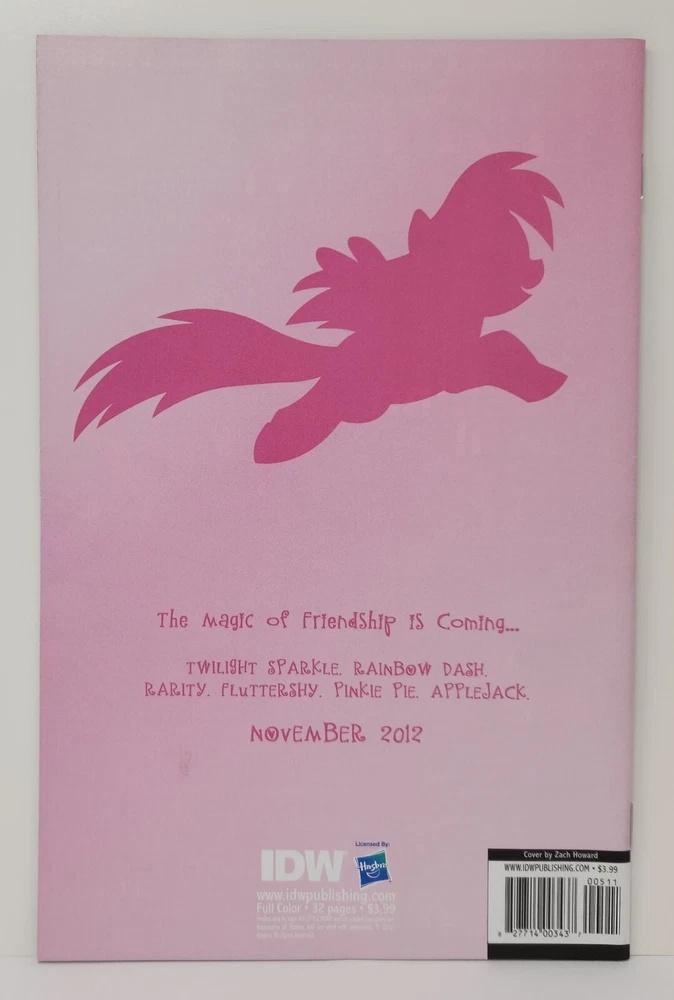 The Magic of Friendship is Coming...
TWILIGHT SPARKLE. RAINBOW DASH.
RARITY. FLUTTERSHY. PINKIE PIE. APPLEJACK.
NOVEMBER 2012
Licensed By:
IDW
Hasbro
www.idwpublishing.com
Full Color • 32 pages • $3.99
Cover by Zach Howard
WWW.IDWPUBLISHING.COM • $3.99
00511
8 27714 00343 7